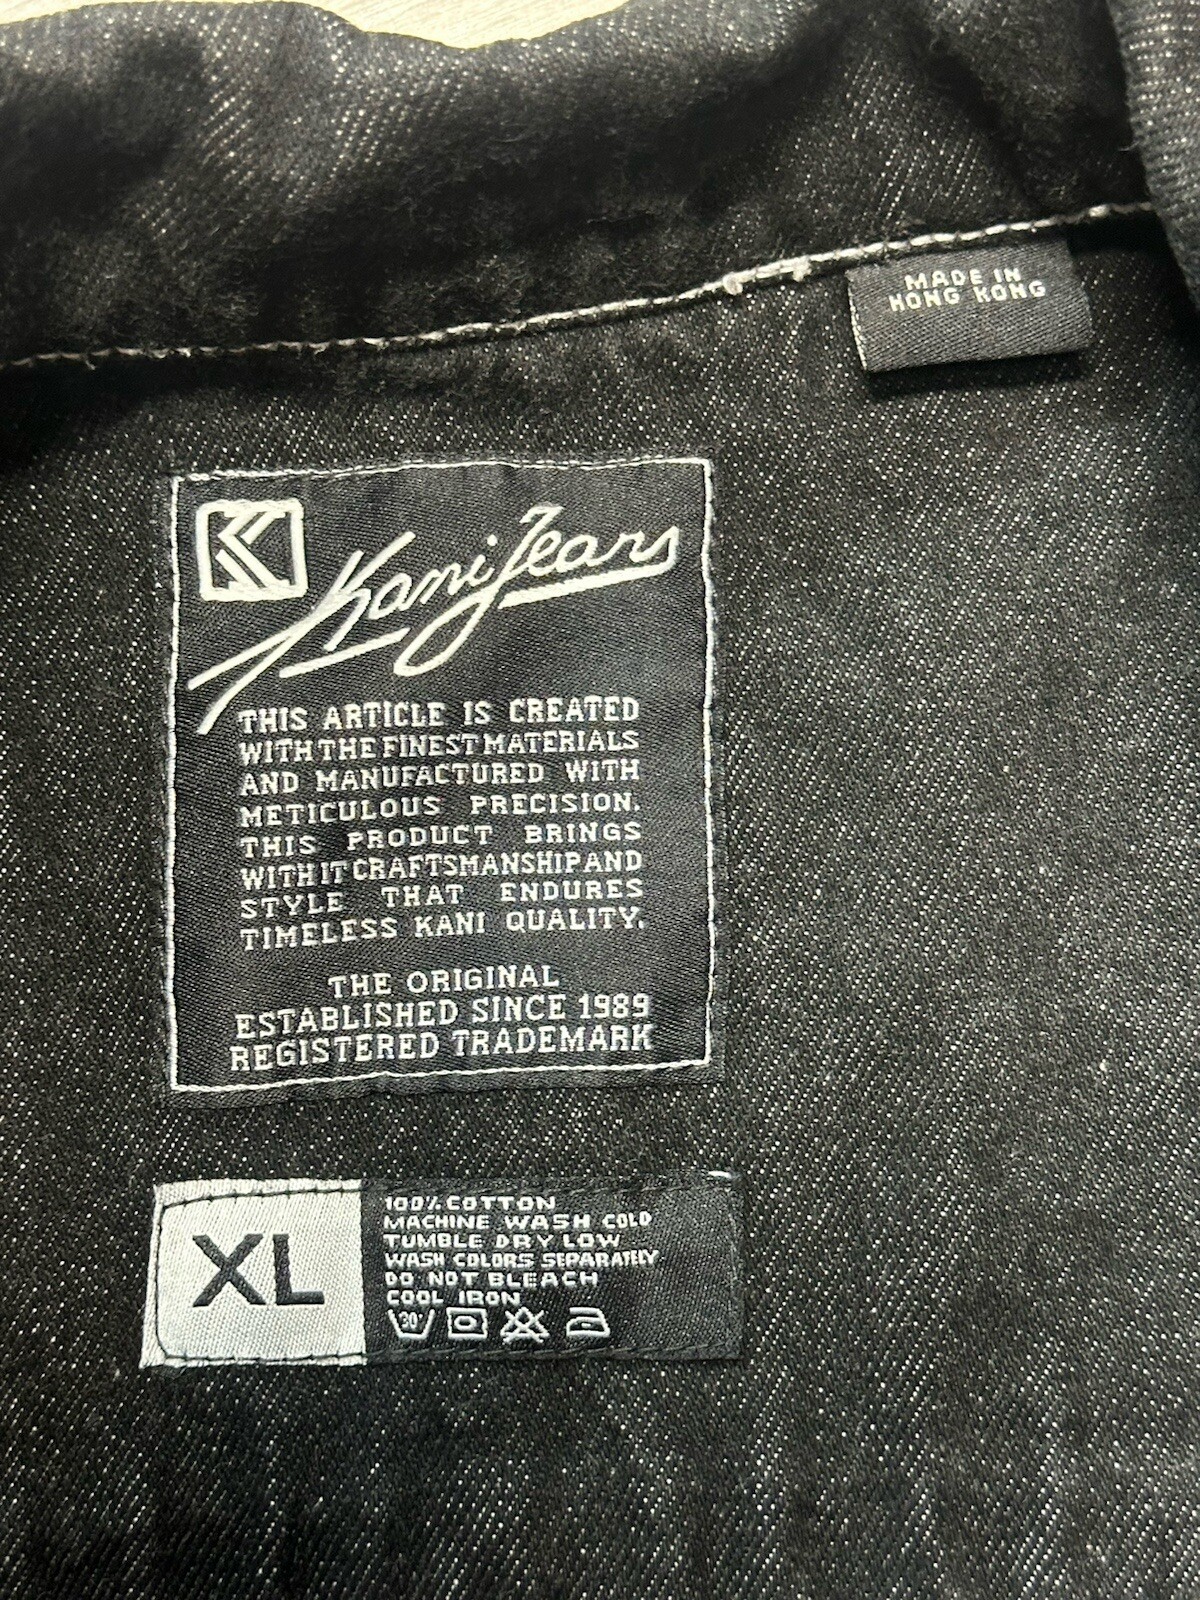 MADE IN
HONG KONG
K
Kani Jeans
THIS ARTICLE IS CREATED
WITH THE FINEST MATERIALS
AND MANUFACTURED WITH
METICULOUS PRECISION.
THIS PRODUCT BRINGS
WITH IT CRAFTSMANSHIP AND
STYLE THAT ENDURES
TIMELESS KANI QUALITY.
THE ORIGINAL
ESTABLISHED SINCE 1989
REGISTERED TRADEMARK
XL
100% COTTON
MACHINE WASH COLD
TUMBLE DRY LOW
WASH COLORS SEPARATELY
DO NOT BLEACH
COOL IRON
30°